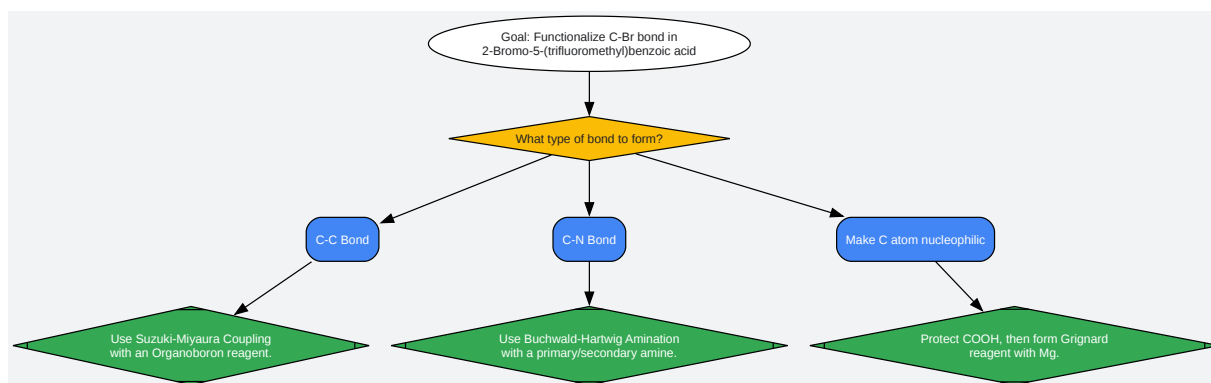 Goal: Functionalize C-Br bond in
2-Bromo-5-(trifluoromethyl)benzoic acid
What type of bond to form?
C-C Bond
C-N Bond
Make C atom nucleophilic
Use Suzuki-Miyaura Coupling
with an Organoboron reagent.
Use Buchwald-Hartwig Amination
with a primary/secondary amine.
Protect COOH, then form Grignard
reagent with Mg.